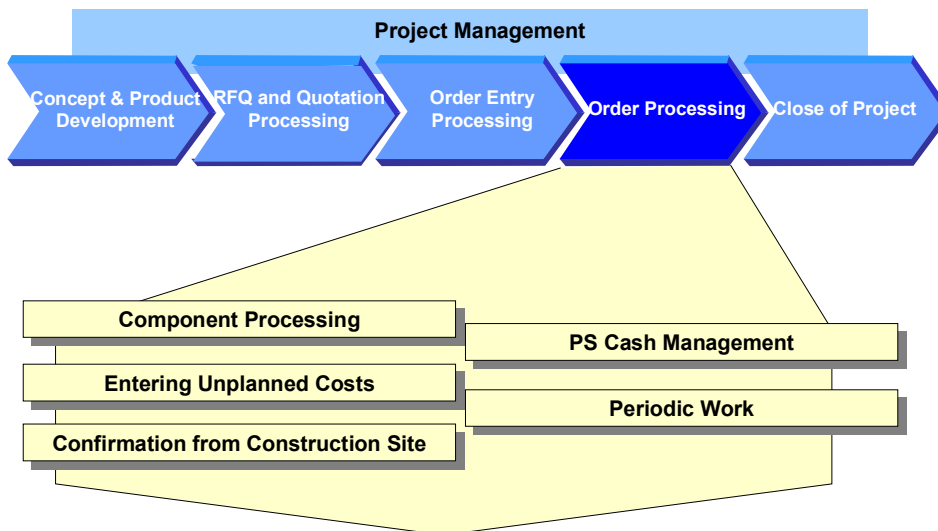 Project Management
Concept & Product
Development
RFQ and Quotation
Processing
Order Entry
Processing
Order Processing
Close of Project
Component Processing
PS Cash Management
Entering Unplanned Costs
Periodic Work
Confirmation from Construction Site